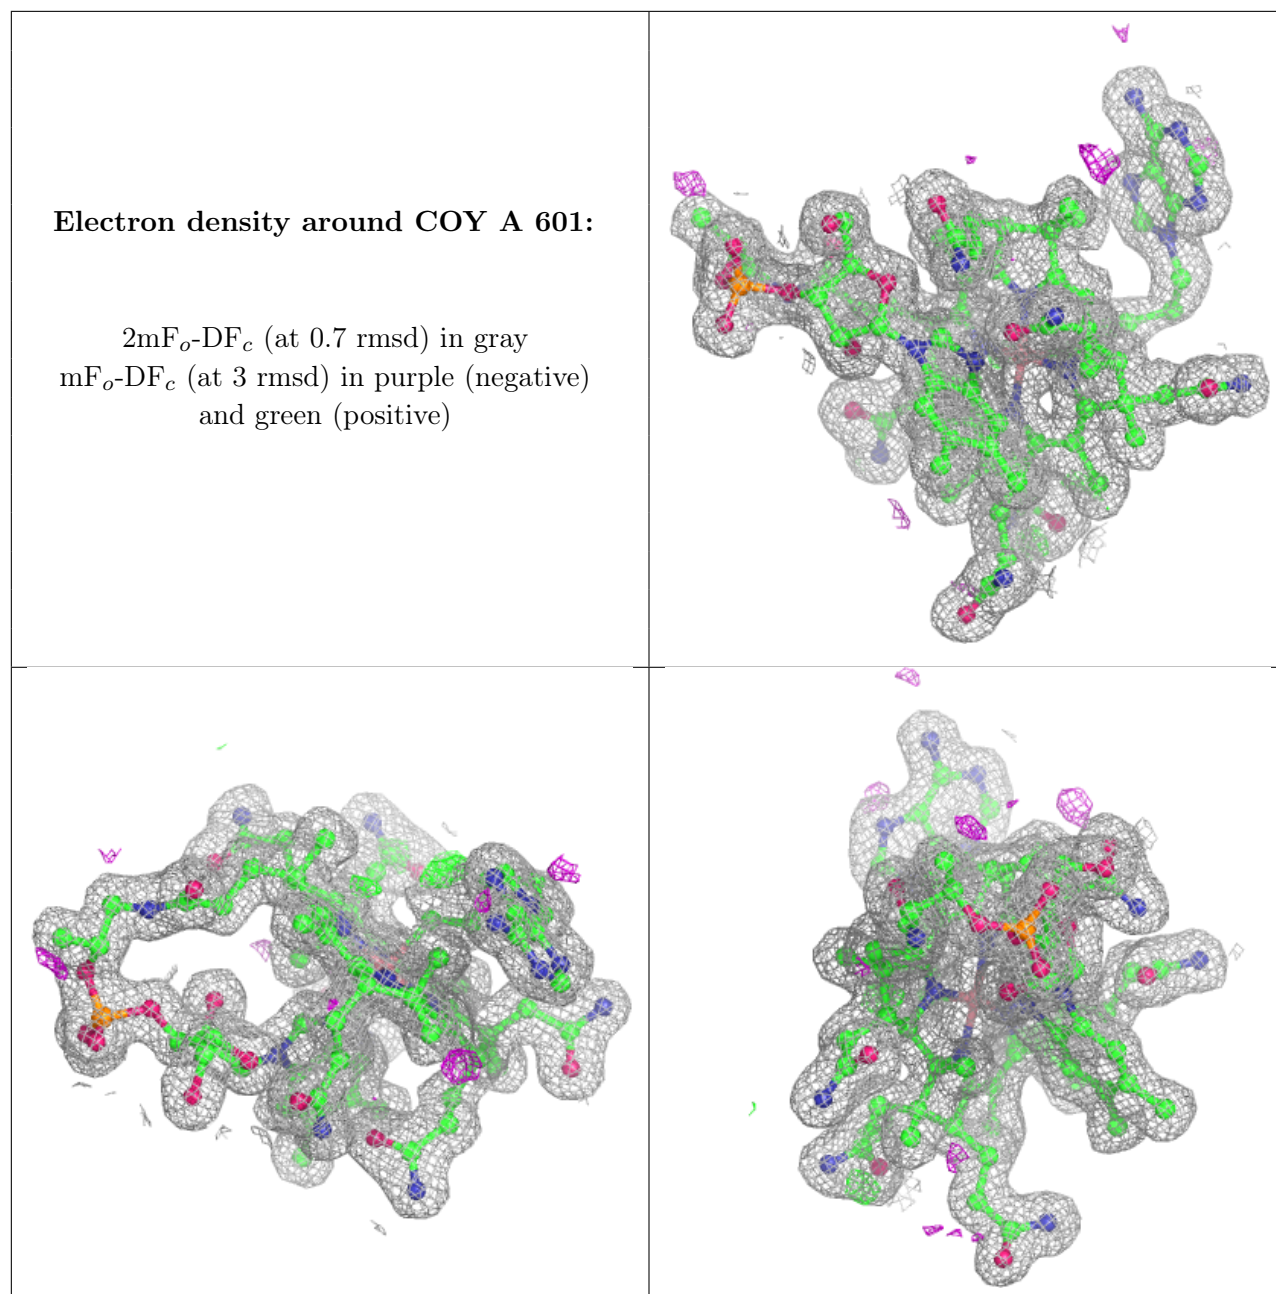 Electron density around COY A 601:
2mFₒ-DF𝒸 (at 0.7 rmsd) in gray
mFₒ-DF𝒸 (at 3 rmsd) in purple (negative)
and green (positive)